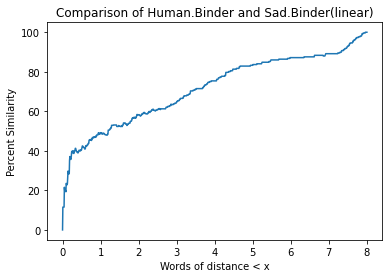 Comparison of Human.Binder and Sad.Binder(linear)
Percent Similarity
100
80
60
40
20
0
0 1 2 3 4 5 6 7 8
Words of distance < x